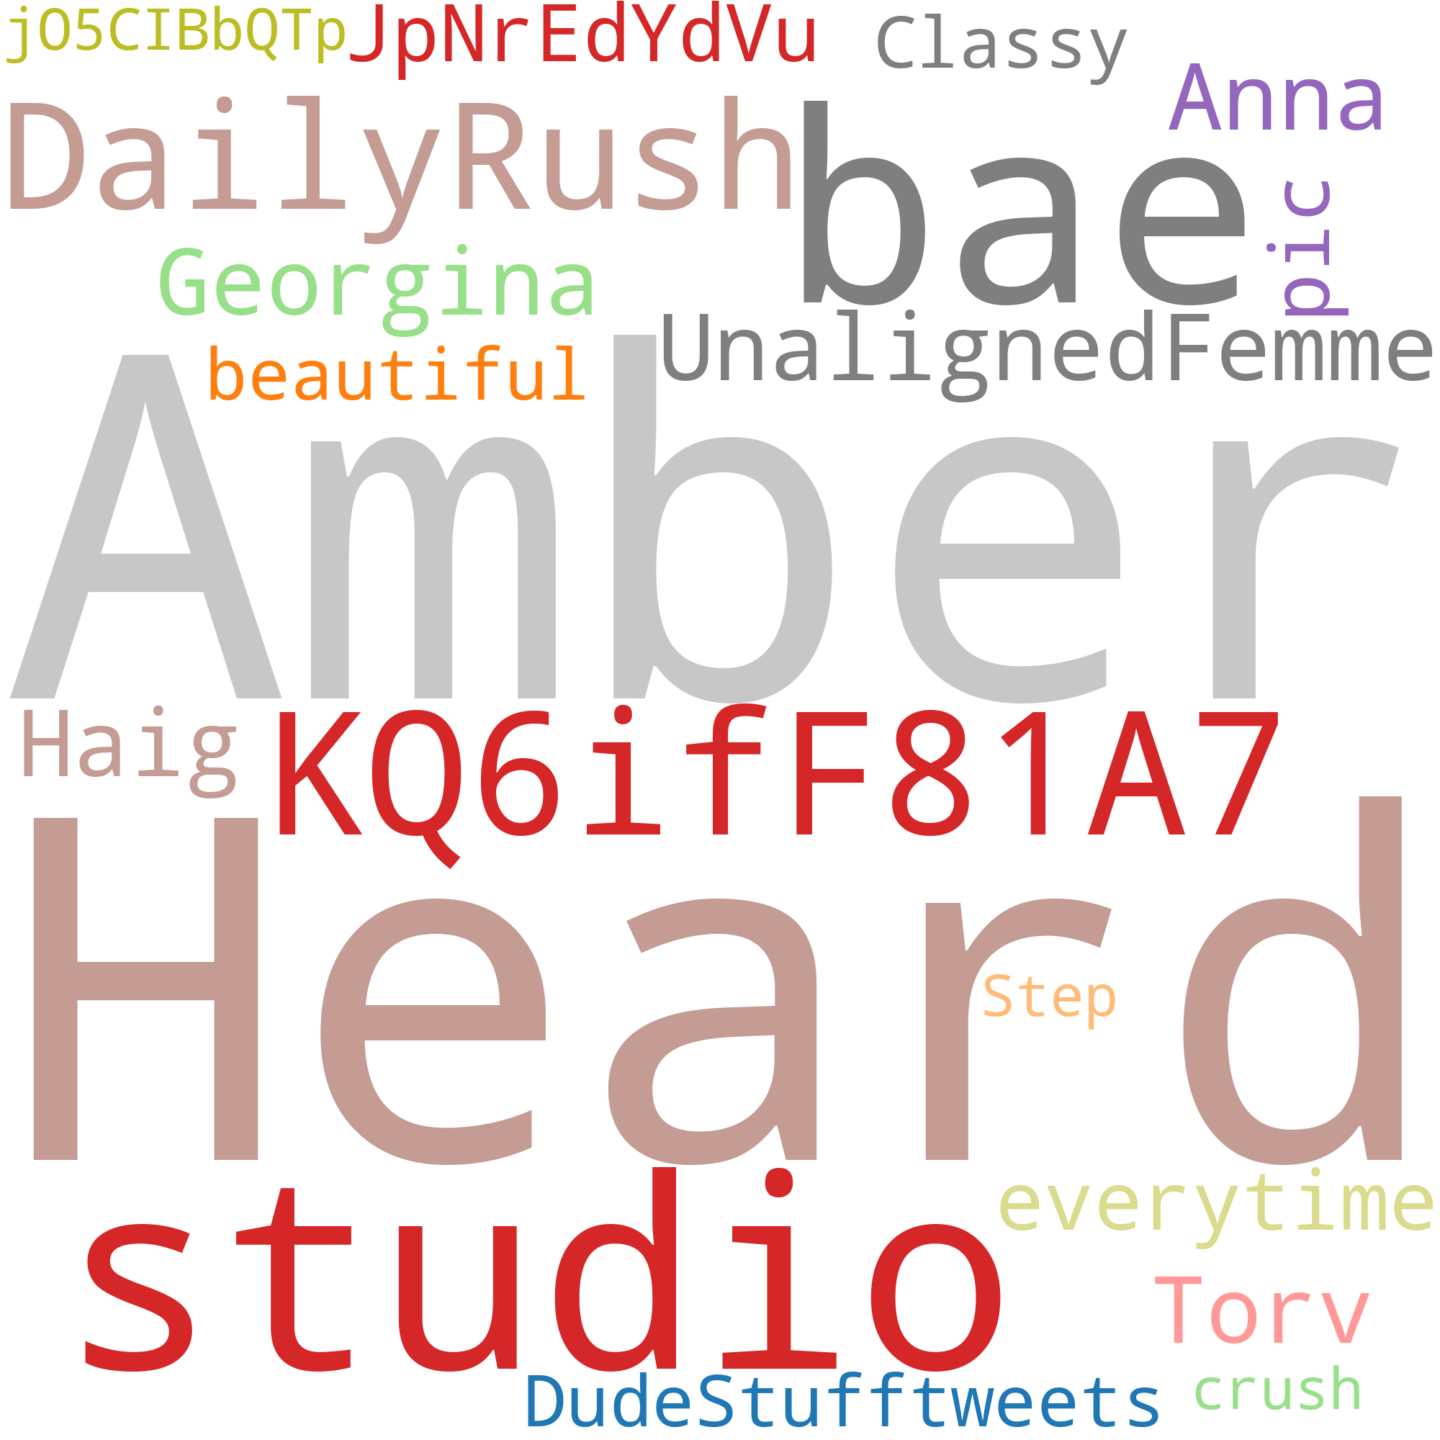 jO5CIBbQTp
JpNrEdYdVu
Classy
Anna
DailyRush
bae
pic
Georgina
UnalignedFemme
beautiful
Amber
Haig
KQ6ifF81A7
Heard
Step
studio
everytime
Torv
DudeStufftweets
crush